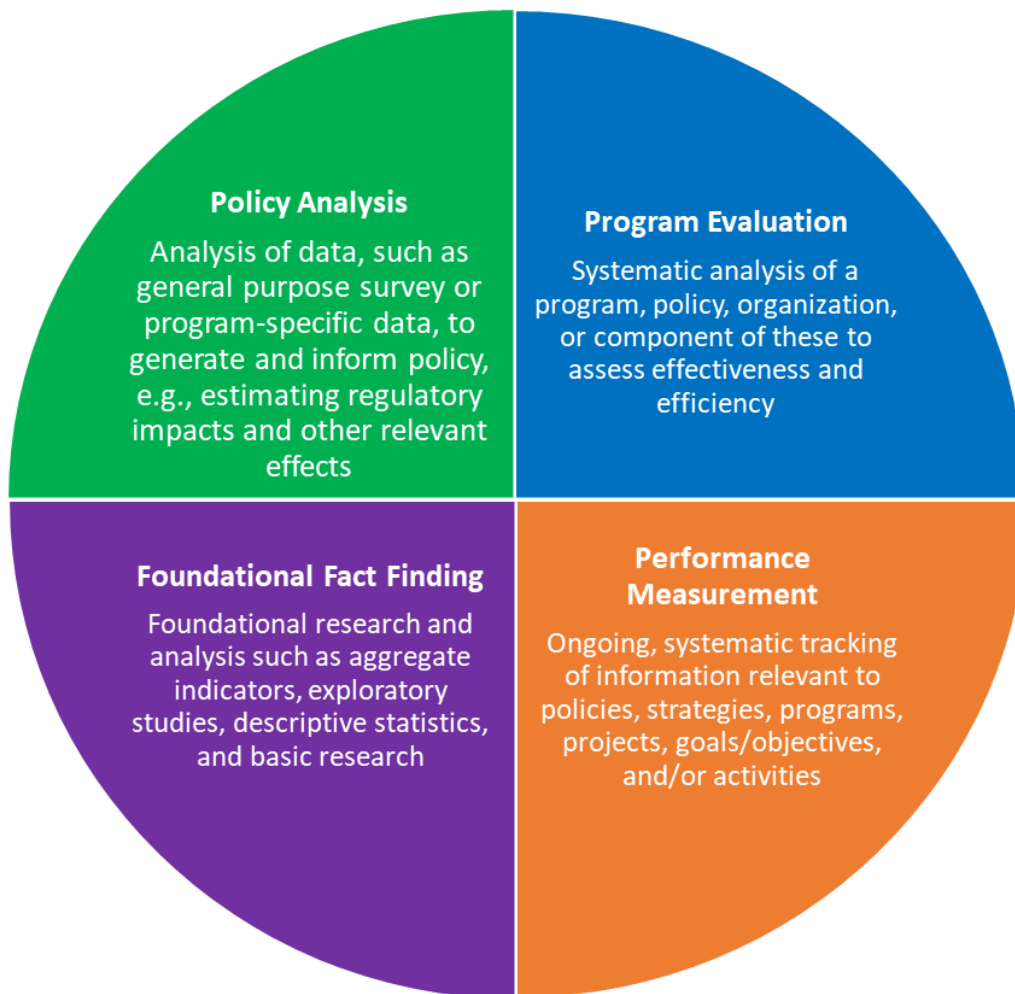 Policy Analysis
Analysis of data, such as
general purpose survey or
program-specific data, to
generate and inform policy,
e.g., estimating regulatory
impacts and other relevant
effects
Program Evaluation
Systematic analysis of a
program, policy, organization,
or component of these to
assess effectiveness and
efficiency
Foundational Fact Finding
Foundational research and
analysis such as aggregate
indicators, exploratory
studies, descriptive statistics,
and basic research
Performance
Measurement
Ongoing, systematic tracking
of information relevant to
policies, strategies, programs,
projects, goals/objectives,
and/or activities